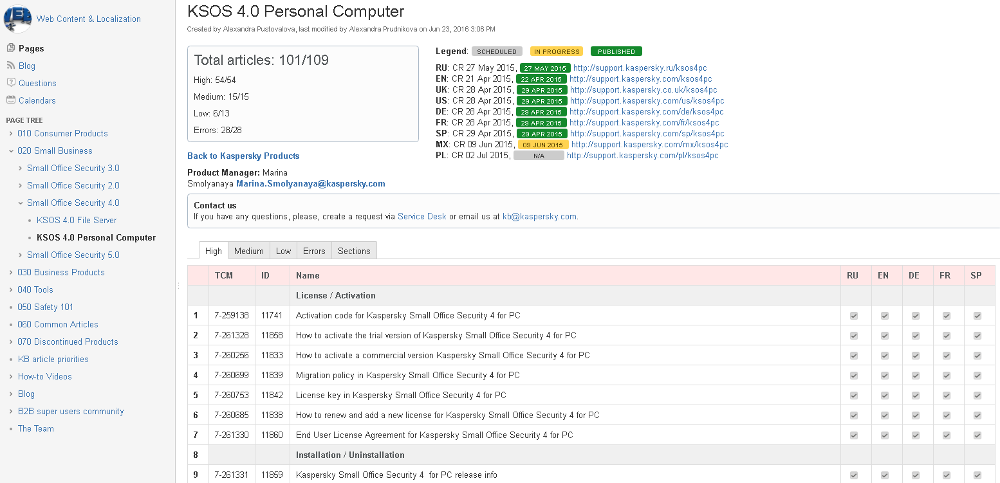 Web Content & Localization
Pages
Blog
Questions
Calendars
PAGE TREE
010 Consumer Products
020 Small Business
Small Office Security 3.0
Small Office Security 2.0
Small Office Security 4.0
KSOS 4.0 File Server
KSOS 4.0 Personal Computer
Small Office Security 5.0
030 Business Products
040 Tools
050 Safety 101
060 Common Articles
070 Discontinued Products
KB article priorities
How-to Videos
Blog
B2B super users community
The Team
KSOS 4.0 Personal Computer
Created by Alexandra Pustovalova, last modified by Alexandra Prudnikova on Jun 23, 2016 3:06 PM
Total articles: 101/109
High: 54/54
Medium: 15/15
Low: 6/13
Errors: 28/28
Back to Kaspersky Products
Product Manager: Marina
Smolyanaya Marina.Smolyanaya@kaspersky.com
Legend: SCHEDULED IN PROGRESS PUBLISHED
RU: CR 27 May 2015, 27 MAY 2015 http://support.kaspersky.ru/ksos4pc
EN: CR 21 Apr 2015, 22 APR 2015 http://support.kaspersky.com/ksos4pc
UK: CR 28 Apr 2015, 29 APR 2015 http://support.kaspersky.co.uk/ksos4pc
US: CR 28 Apr 2015, 29 APR 2015 http://support.kaspersky.com/us/ksos4pc
DE: CR 28 Apr 2015, 29 APR 2015 http://support.kaspersky.com/de/ksos4pc
FR: CR 28 Apr 2015, 29 APR 2015 http://support.kaspersky.com/fr/ksos4pc
SP: CR 29 Apr 2015, 29 APR 2015 http://support.kaspersky.com/sp/ksos4pc
MX: CR 09 Jun 2015, 09 JUN 2015 http://support.kaspersky.com/mx/ksos4pc
PL: CR 02 Jul 2015, N/A http://support.kaspersky.com/pl/ksos4pc
Contact us
If you have any questions, please, create a request via Service Desk or email us at kb@kaspersky.com.
High Medium Low Errors Sections
TCM ID Name RU EN DE FR SP
License / Activation
1 7-259138 11741 Activation code for Kaspersky Small Office Security 4 for PC
2 7-261328 11858 How to activate the trial version of Kaspersky Small Office Security 4 for PC
3 7-260256 11833 How to activate a commercial version Kaspersky Small Office Security 4 for PC
4 7-260699 11839 Migration policy in Kaspersky Small Office Security 4 for PC
5 7-260753 11842 License key in Kaspersky Small Office Security 4 for PC
6 7-260685 11838 How to renew and add a new license for Kaspersky Small Office Security 4 for PC
7 7-261330 11860 End User License Agreement for Kaspersky Small Office Security 4 for PC
8 Installation / Uninstallation
9 7-261331 11859 Kaspersky Small Office Security 4 for PC release info